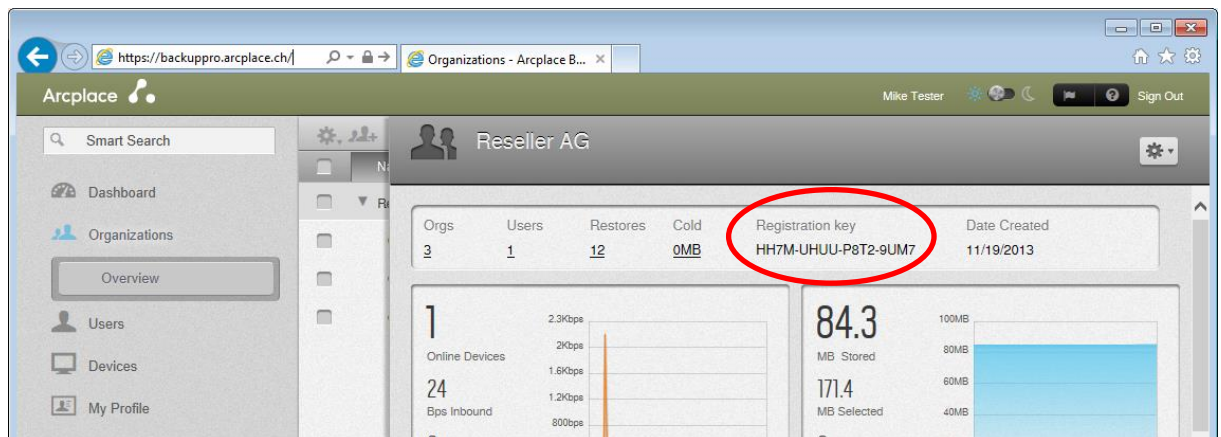 https://backuppro.arcplace.ch/
Organizations - Arcplace B...
Arcplace
Mike Tester
Sign Out
Smart Search
Reseller AG
Dashboard
Organizations
Overview
Users
Devices
My Profile
Orgs Users Restores Cold Registration key Date Created
3 1 12 0MB HH7M-UHUU-P8T2-9UM7 11/19/2013
1
Online Devices
24
Bps Inbound
2.3Kbps
2Kbps
1.6Kbps
1.2Kbps
800bps
84.3
MB Stored
171.4
MB Selected
100MB
80MB
60MB
40MB